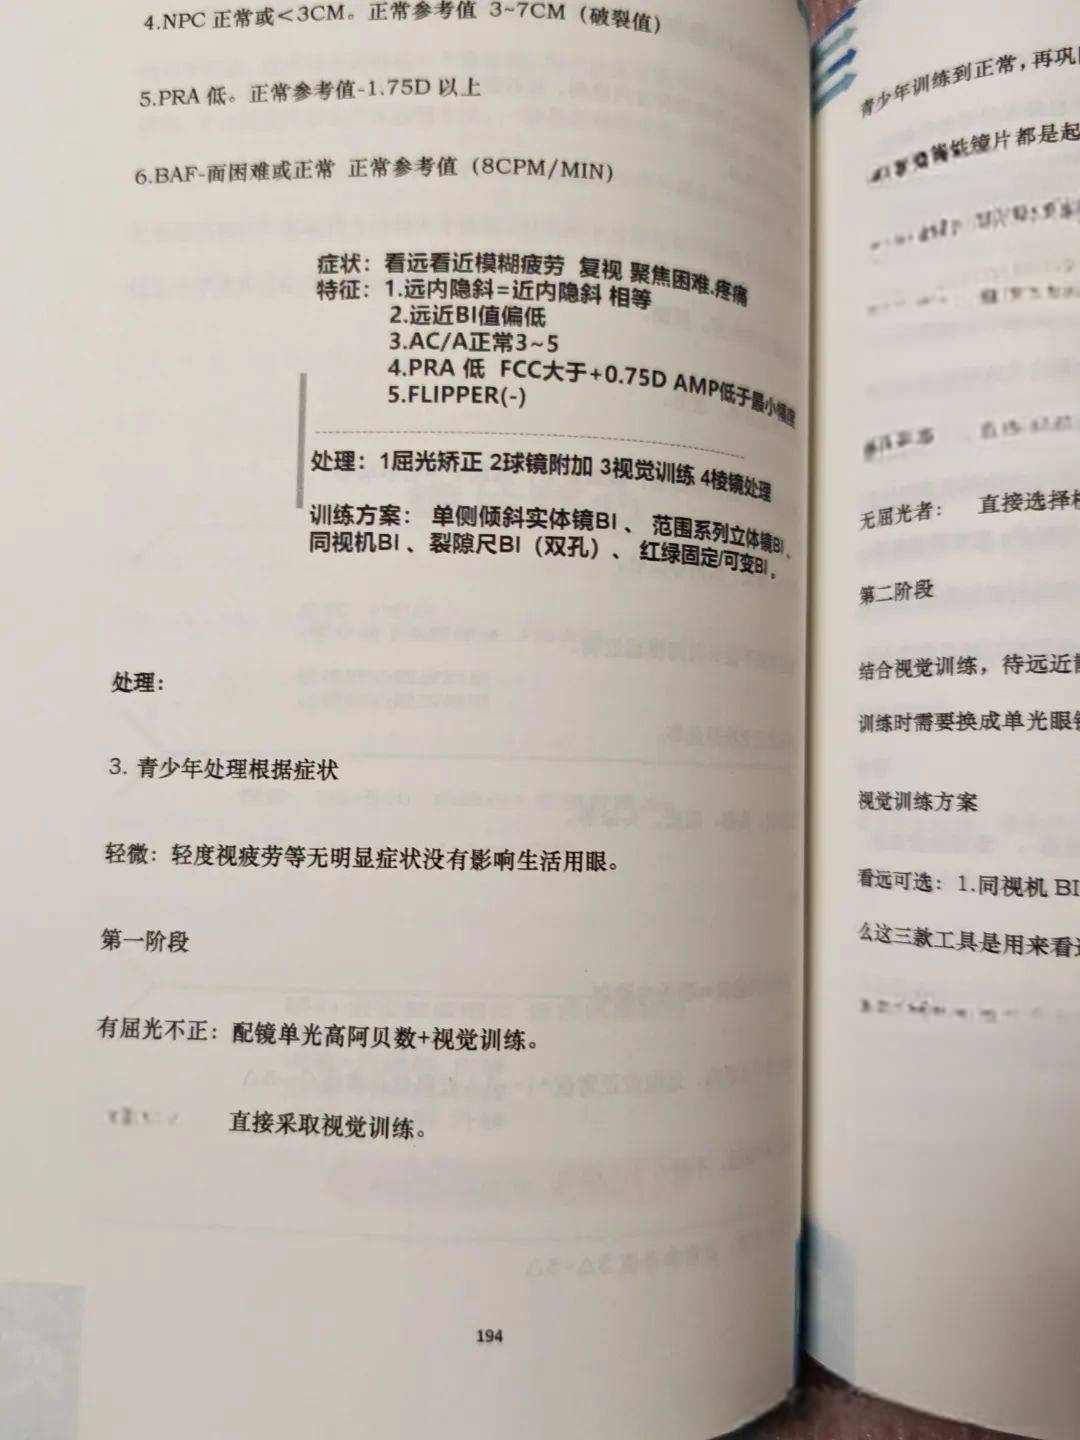 4.NPC 正常或<3CM。正常参考值 3~7CM（破裂值）
5.PRA 低。正常参考值-1.75D 以上
6.BAF-面困难或正常 正常参考值（8CPM/MIN）
症状：看远看近模糊疲劳 复视 聚焦困难.疼痛
特征：1.远内隐斜=近内隐斜 相等
2.远近BI值偏低
3.AC/A正常3~5
4.PRA 低 FCC大于+0.75D AMP低于最小幅度
5.FLIPPER(-)
处理：1屈光矫正 2球镜附加 3视觉训练 4棱镜处理
训练方案： 单侧倾斜实体镜BI 、 范围系列立体镜BI 、
同视机BI 、裂隙尺BI（双孔）、 红绿固定/可变BI 。
处理：
3. 青少年处理根据症状
轻微：轻度视疲劳等无明显症状没有影响生活用眼。
第一阶段
有屈光不正：配镜单光高阿贝数+视觉训练。
直接采取视觉训练。
194
青少年训练到正常，再巩
镜片都是起
无屈光者： 直接选择
第二阶段
结合视觉训练，待远近
训练时需要换成单光眼
视觉训练方案
看远可选：1.同视机 BI
么这三款工具是用来看